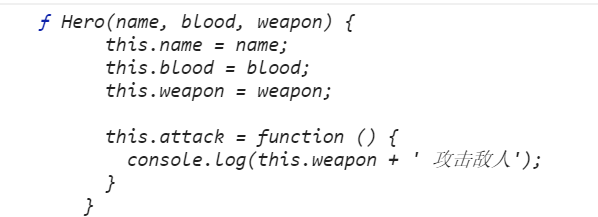 ƒ Hero(name, blood, weapon) {
this.name = name;
this.blood = blood;
this.weapon = weapon;
this.attack = function () {
console.log(this.weapon + ' 攻击敌人');
}
}